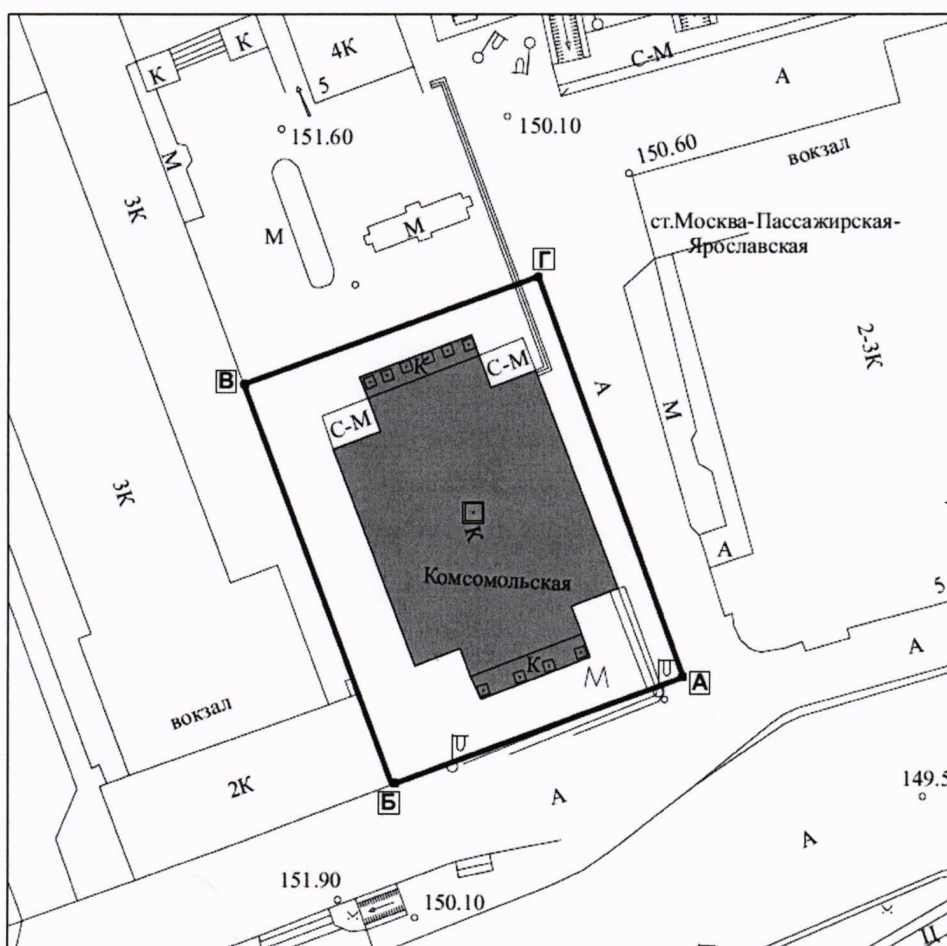 К
К
4К
5
151.60
150.10
С-М
А
150.60
вокзал
М
3К
М
М
ст.Москва-Пассажирская-
Ярославская
Г
2-3К
В
К
С-М
А
С-М
М
3К
К
А
Комсомольская
5
К
М
А
А
вокзал
2К
Б
А
149.5
А
151.90
150.10
Ц